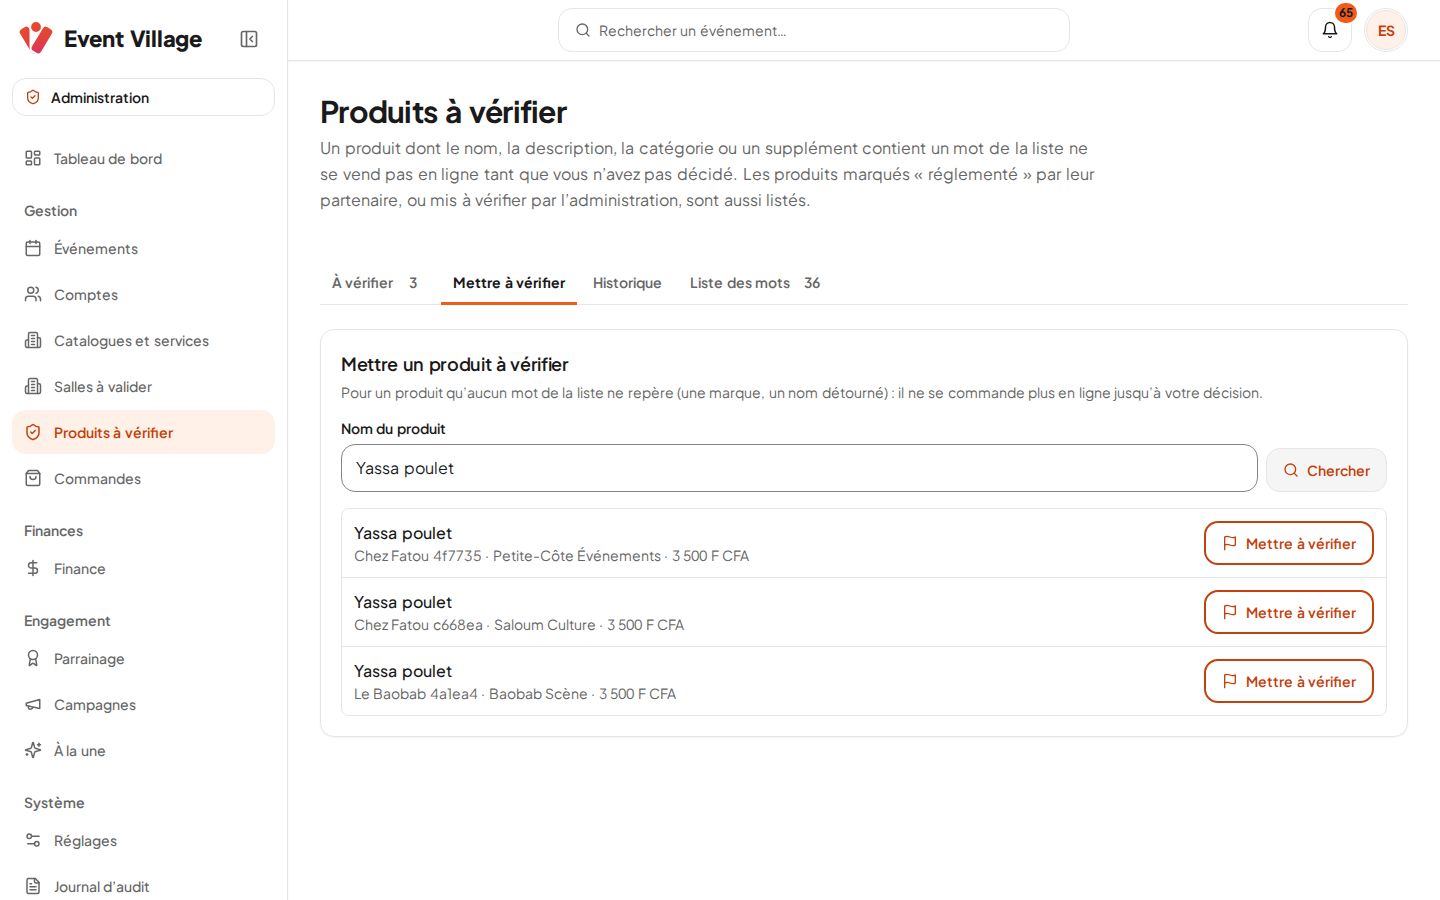 Event Village
Rechercher un événement…
65
ES
Administration
Tableau de bord
Gestion
Événements
Comptes
Catalogues et services
Salles à valider
Produits à vérifier
Commandes
Finances
Finance
Engagement
Parrainage
Campagnes
À la une
Système
Réglages
Journal d’audit
Produits à vérifier
Un produit dont le nom, la description, la catégorie ou un supplément contient un mot de la liste ne
se vend pas en ligne tant que vous n’avez pas décidé. Les produits marqués « réglementé » par leur
partenaire, ou mis à vérifier par l’administration, sont aussi listés.
À vérifier 3 Mettre à vérifier Historique Liste des mots 36
Mettre un produit à vérifier
Pour un produit qu’aucun mot de la liste ne repère (une marque, un nom détourné) : il ne se commande plus en ligne jusqu’à votre décision.
Nom du produit
Yassa poulet
Chercher
Yassa poulet
Chez Fatou 4f7735 · Petite-Côte Événements · 3 500 F CFA
Mettre à vérifier
Yassa poulet
Chez Fatou c668ea · Saloum Culture · 3 500 F CFA
Mettre à vérifier
Yassa poulet
Le Baobab 4a1ea4 · Baobab Scène · 3 500 F CFA
Mettre à vérifier